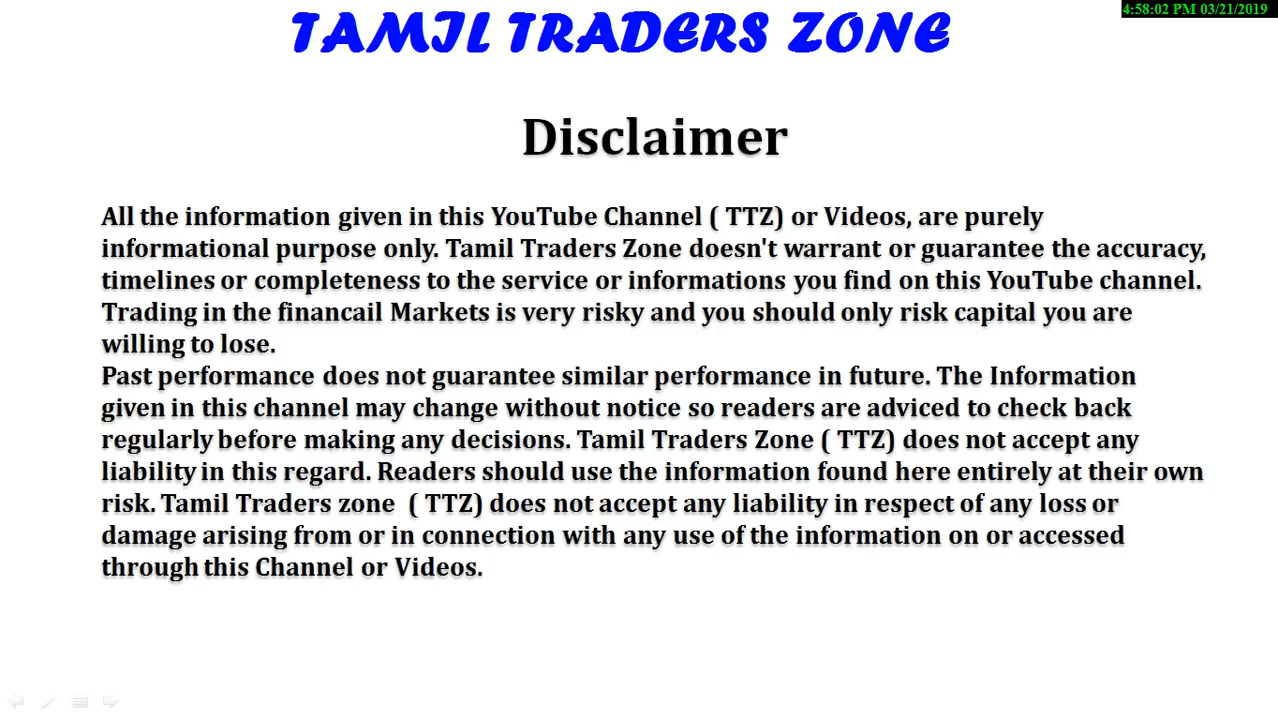 4:58:02 PM 03/21/2019
TAMIL TRADERS ZONE
Disclaimer
All the information given in this YouTube Channel ( TTZ) or Videos, are purely
informational purpose only. Tamil Traders Zone doesn't warrant or guarantee the accuracy,
timelines or completeness to the service or informations you find on this YouTube channel.
Trading in the financail Markets is very risky and you should only risk capital you are
willing to lose.
Past performance does not guarantee similar performance in future. The Information
given in this channel may change without notice so readers are adviced to check back
regularly before making any decisions. Tamil Traders Zone ( TTZ) does not accept any
liability in this regard. Readers should use the information found here entirely at their own
risk. Tamil Traders zone  ( TTZ) does not accept any liability in respect of any loss or
damage arising from or in connection with any use of the information on or accessed
through this Channel or Videos.